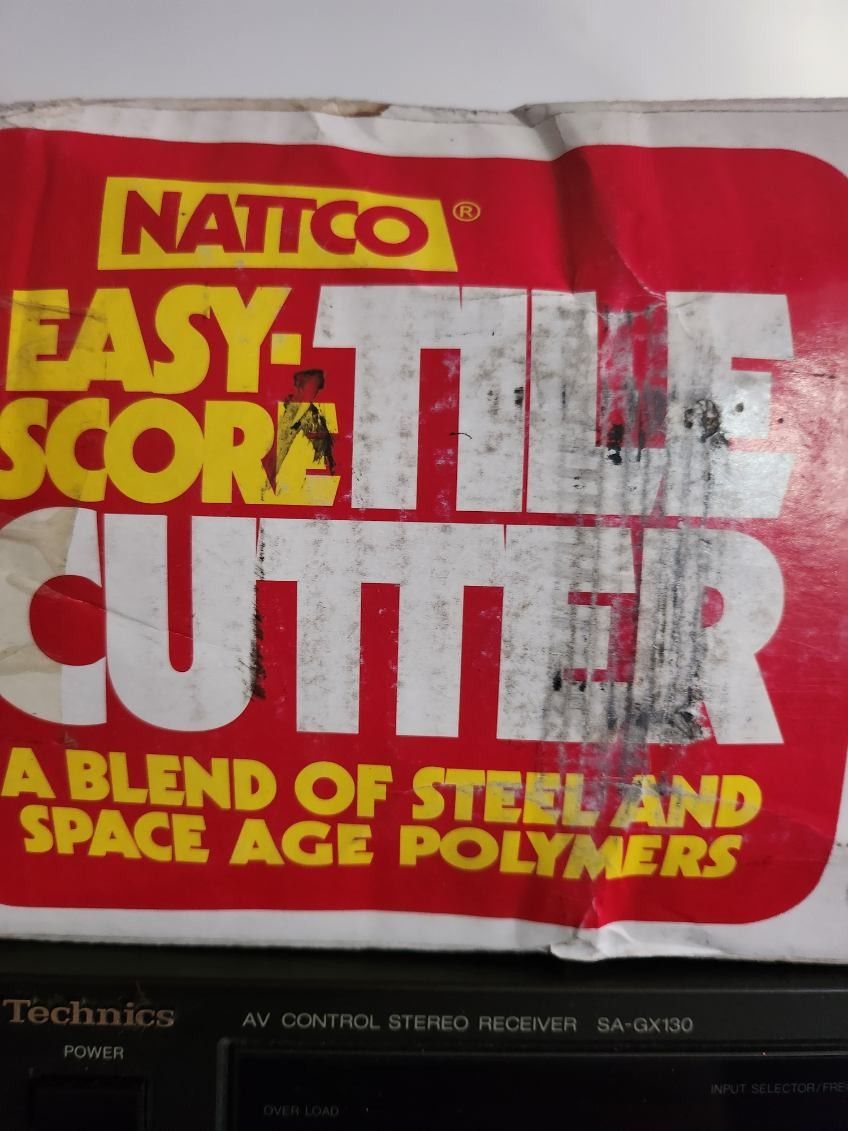 NATTCO®
EASY-
SCORE
TILE
CUTTER
A BLEND OF STEEL AND
SPACE AGE POLYMERS
Technics
AV CONTROL STEREO RECEIVER SA-GX130
POWER
INPUT SELECTOR/FRE
OVER LOAD